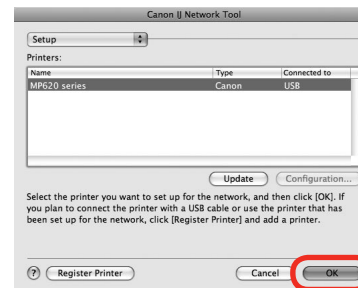 Canon IJ Network Tool
Setup
Printers:
Name Type Connected to
MP620 series Canon USB
Update Configuration...
Select the printer you want to set up for the network, and then click [OK]. If
you plan to connect the printer with a USB cable or use the printer that has
been set up for the network, click [Register Printer] and add a printer.
? Register Printer Cancel OK